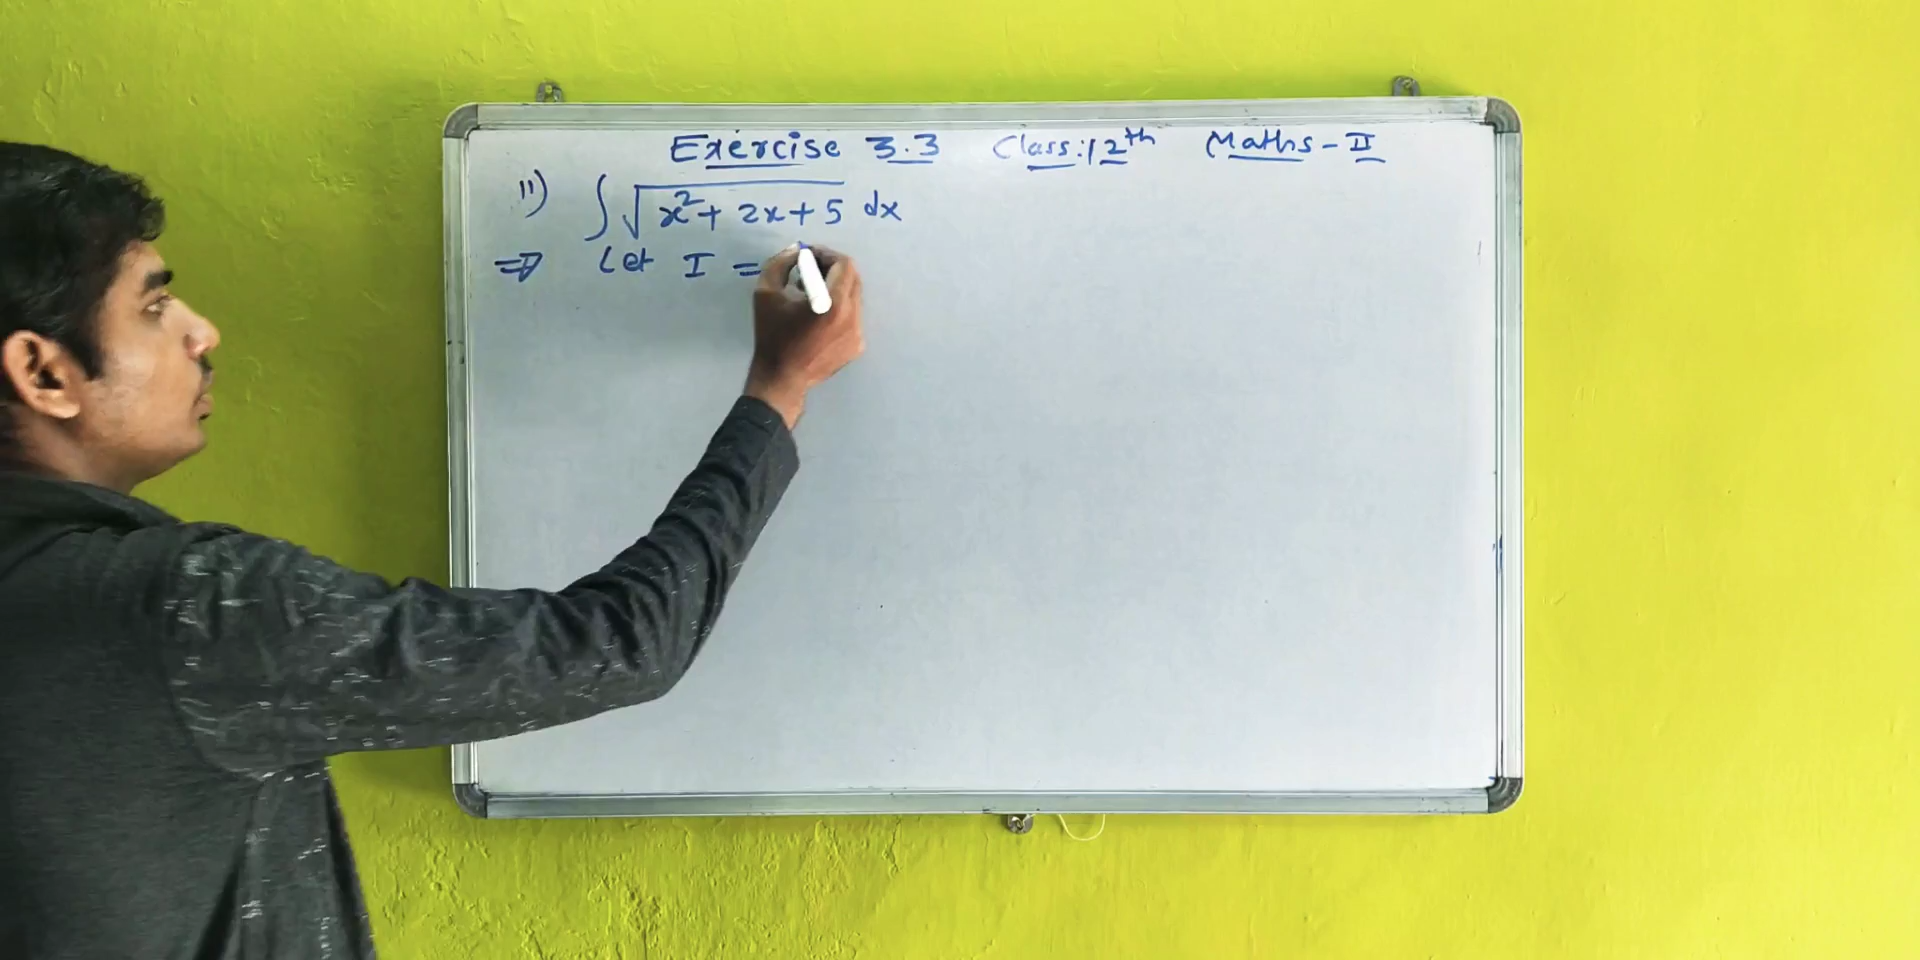 Exercise 3.3 Class:12th Maths-II
11) ∫√x²+2x+5 dx
⇒ Let I =